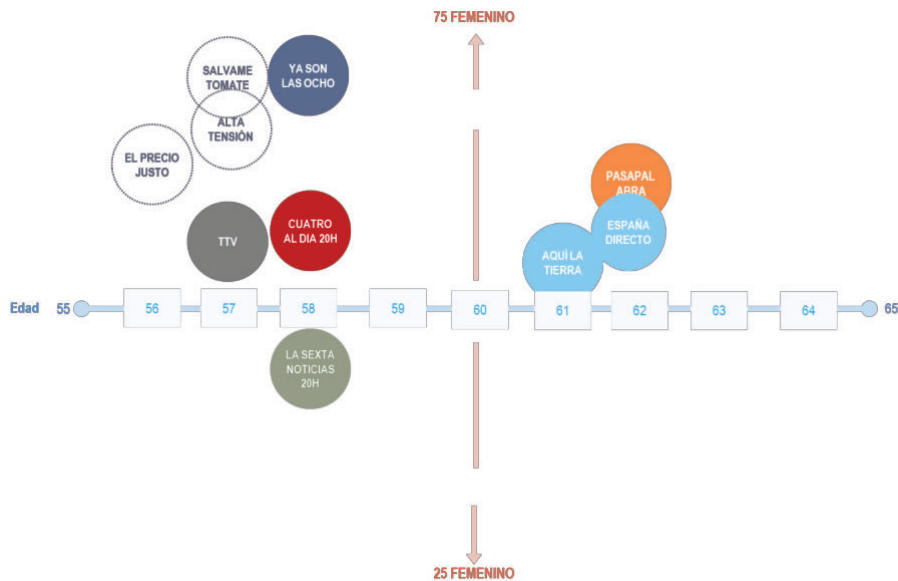 75 FEMENINO
SALVAME
TOMATE
YA SON
LAS OCHO
ALTA
TENSIÓN
EL PRECIO
JUSTO
PASAPAL
ABRA
CUATRO
AL DIA 20H
TTV
ESPAÑA
DIRECTO
AQUÍ LA
TIERRA
Edad 55 56 57 58 59 60 61 62 63 64 65
LA SEXTA
NOTICIAS
20H
25 FEMENINO